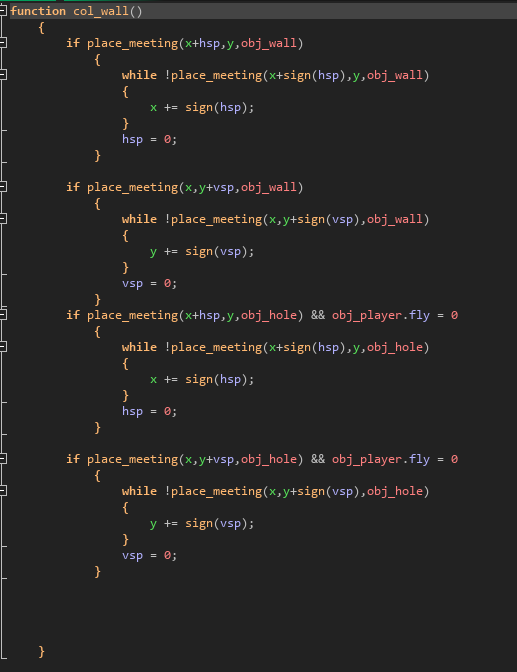 function col_wall()
{
if place_meeting(x+hsp,y,obj_wall)
{
while !place_meeting(x+sign(hsp),y,obj_wall)
{
x += sign(hsp);
}
hsp = 0;
}
if place_meeting(x,y+vsp,obj_wall)
{
while !place_meeting(x,y+sign(vsp),obj_wall)
{
y += sign(vsp);
}
vsp = 0;
}
if place_meeting(x+hsp,y,obj_hole) && obj_player.fly = 0
{
while !place_meeting(x+sign(hsp),y,obj_hole)
{
x += sign(hsp);
}
hsp = 0;
}
if place_meeting(x,y+vsp,obj_hole) && obj_player.fly = 0
{
while !place_meeting(x,y+sign(vsp),obj_hole)
{
y += sign(vsp);
}
vsp = 0;
}
}